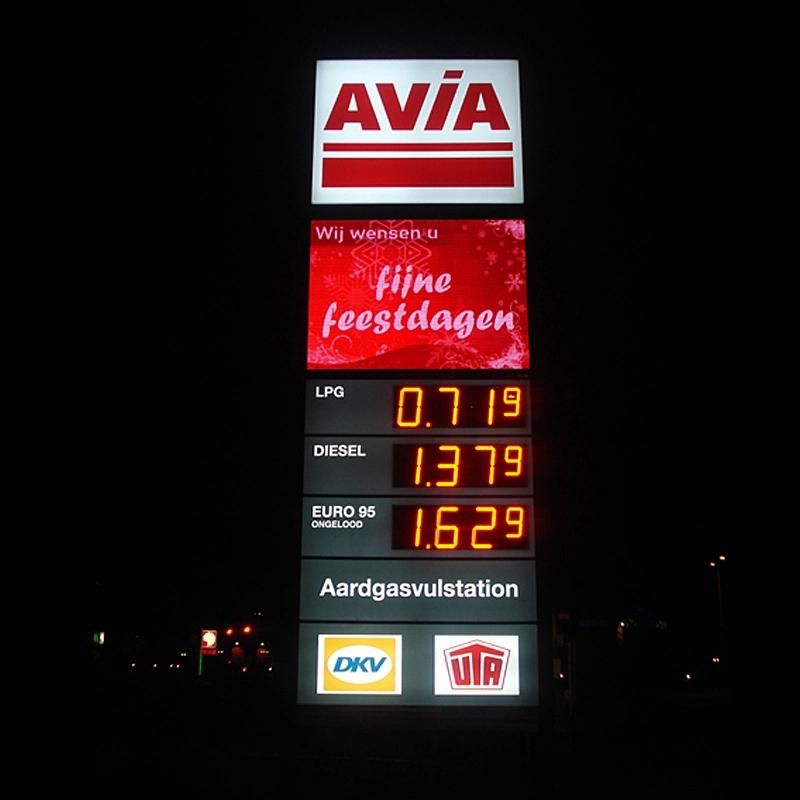 AVIA
Wij wensen u
fijne
feestdagen
LPG
0.719
DIESEL
1.379
EURO 95
ONGELOOD
1.629
Aardgasvulstation
DKV
UTA